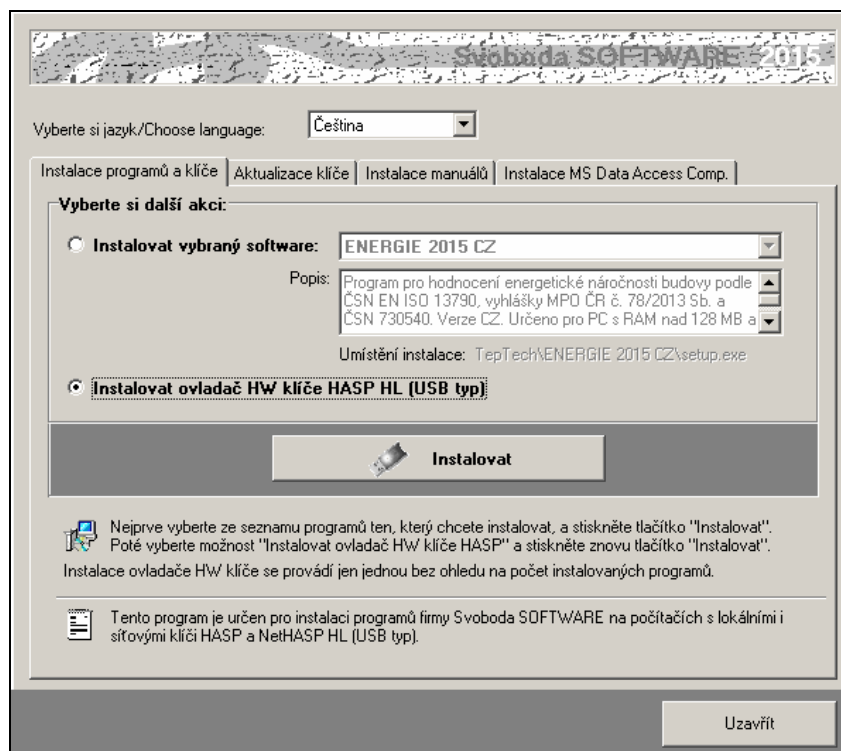 Svoboda SOFTWARE 2015
Vyberte si jazyk/Choose language: Čeština
Instalace programů a klíče Aktualizace klíče Instalace manuálů Instalace MS Data Access Comp.
Vyberte si další akci:
Instalovat vybraný software: ENERGIE 2015 CZ
Popis: Program pro hodnocení energetické náročnosti budovy podle
ČSN EN ISO 13790, vyhlášky MPO ČR č. 78/2013 Sb. a
ČSN 730540. Verze CZ. Určeno pro PC s RAM nad 128 MB a
Umístění instalace: TepTech\ENERGIE 2015 CZ\setup.exe
Instalovat ovladač HW klíče HASP HL (USB typ)
Instalovat
Nejprve vyberte ze seznamu programů ten, který chcete instalovat, a stiskněte tlačítko "Instalovat".
Poté vyberte možnost "Instalovat ovladač HW klíče HASP" a stiskněte znovu tlačítko "Instalovat".
Instalace ovladače HW klíče se provádí jen jednou bez ohledu na počet instalovaných programů.
Tento program je určen pro instalaci programů firmy Svoboda SOFTWARE na počítačích s lokálními i
síťovými klíči HASP a NetHASP HL (USB typ).
Uzavřít